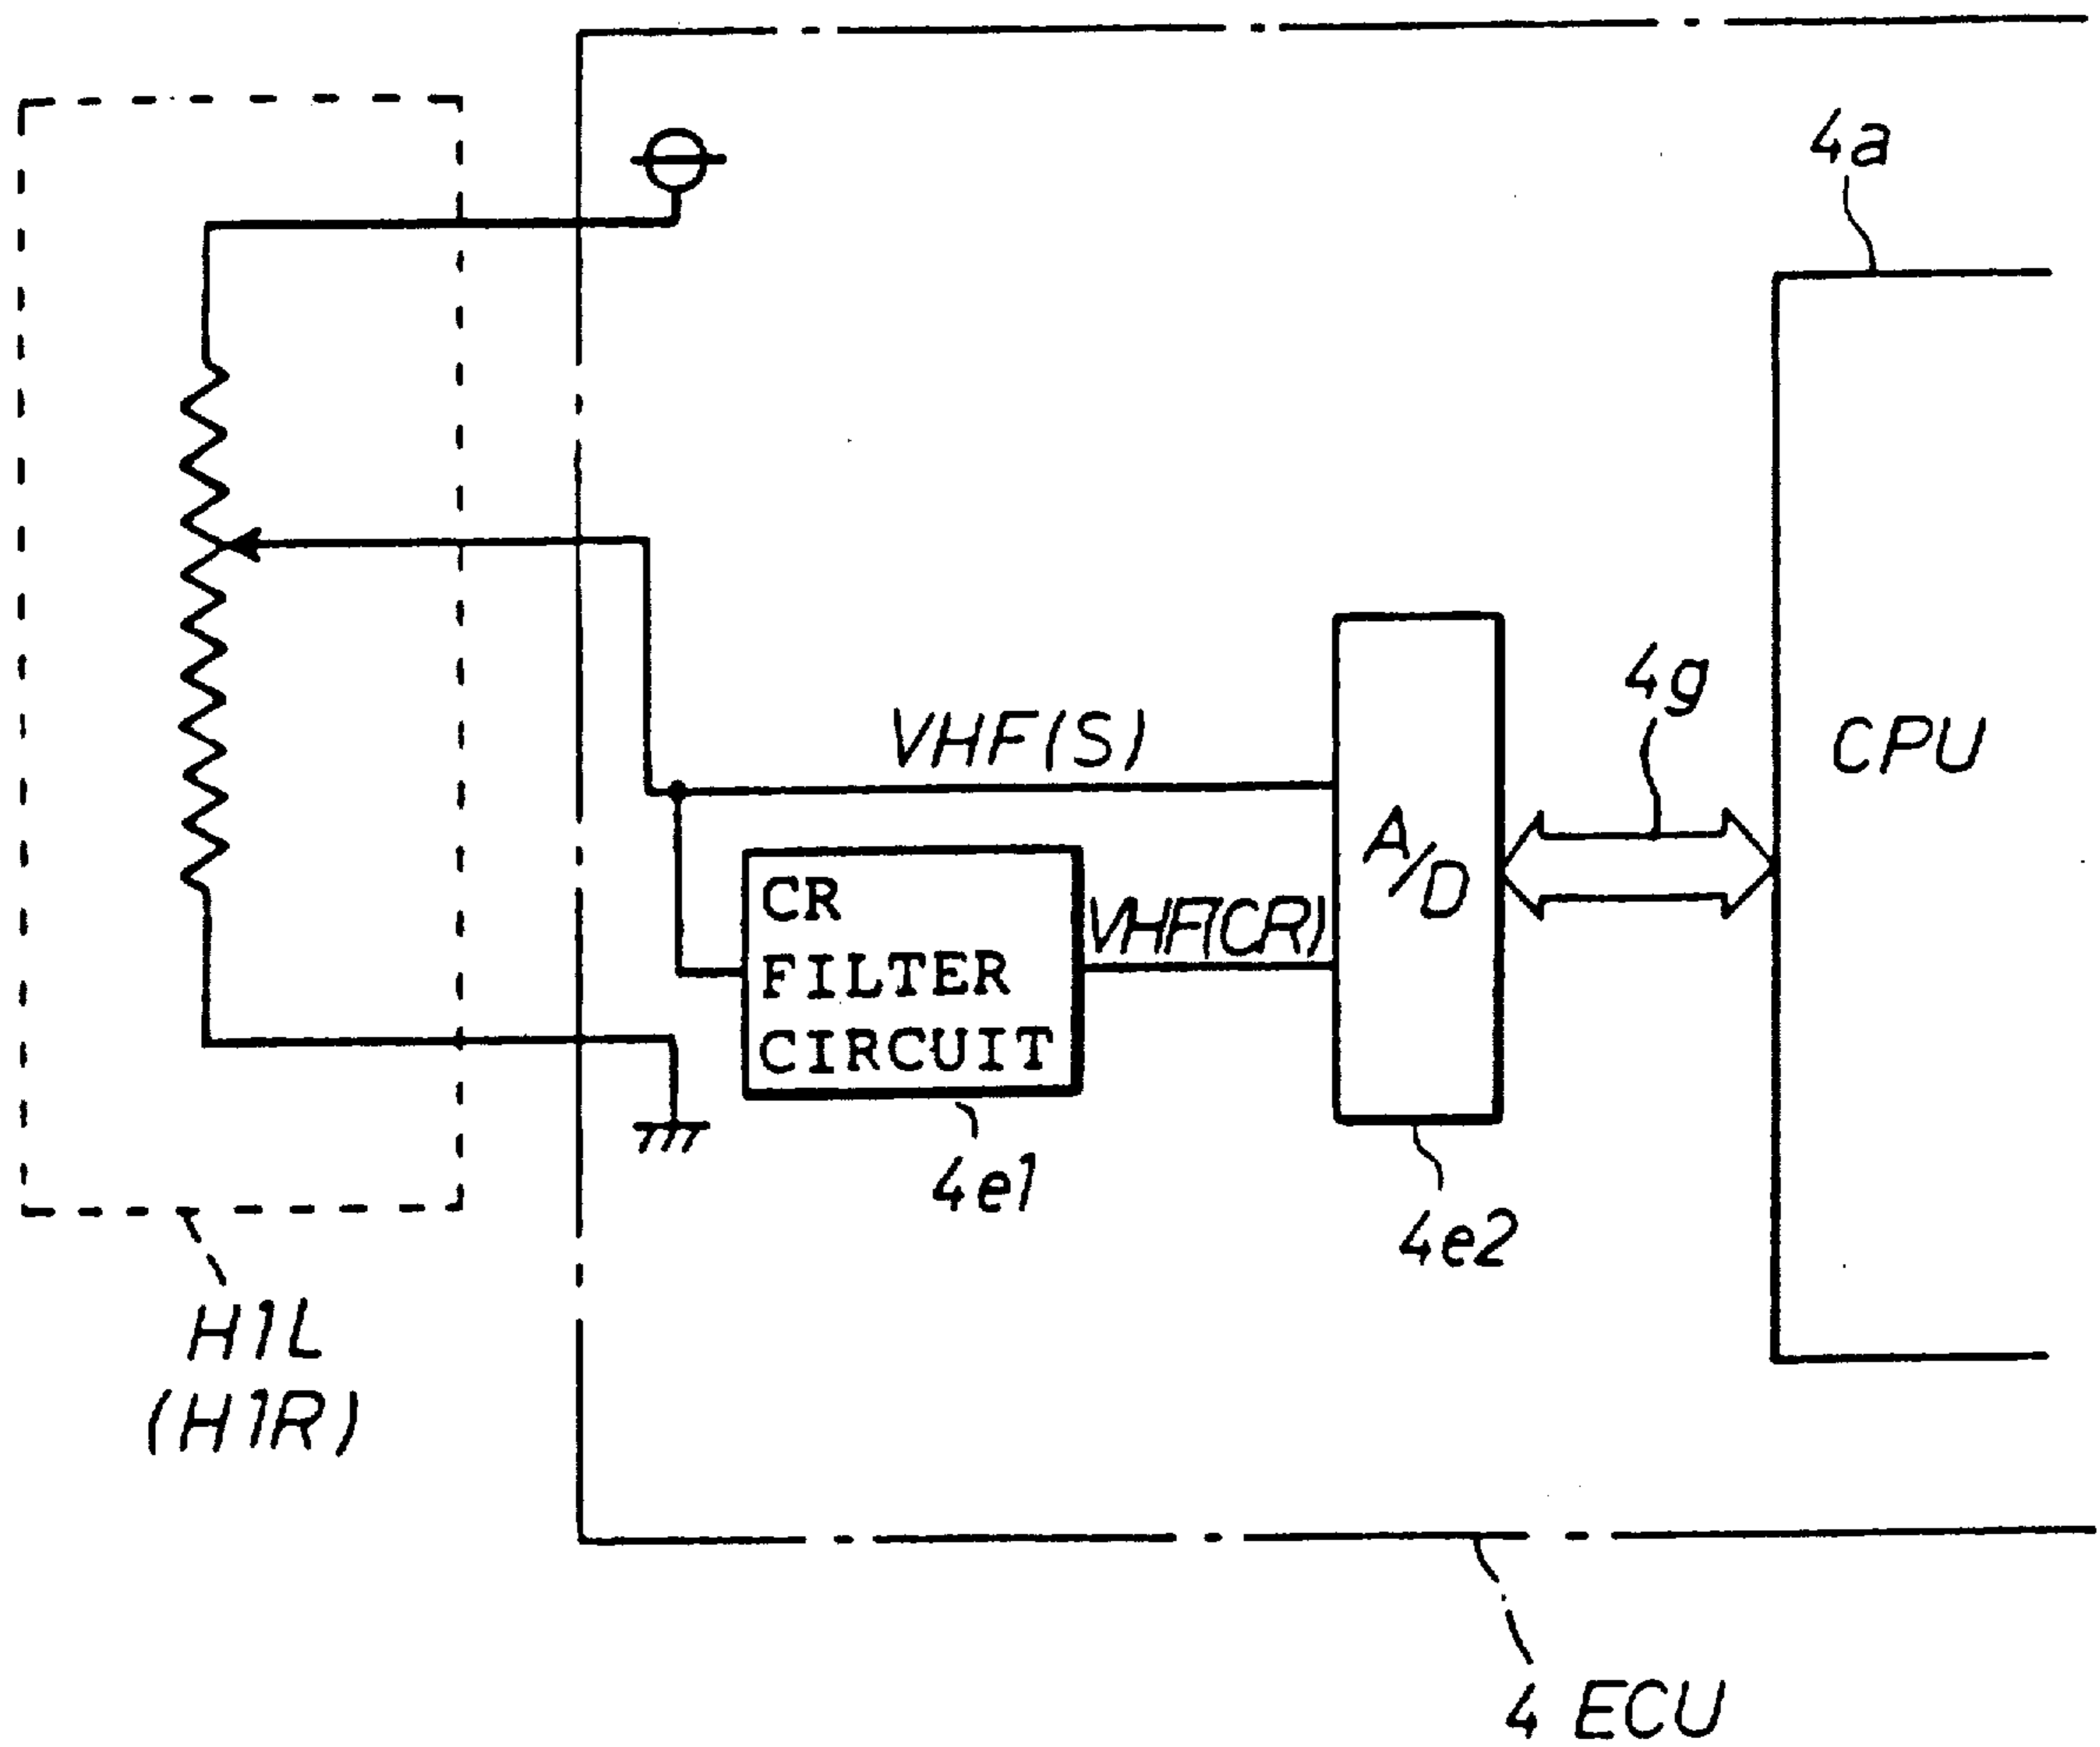 4a
4g
VHF(S)
CPU
A/D
CR
FILTER
CIRCUIT
VHF(CR)
4e1
4e2
H1L
(H1R)
4 ECU